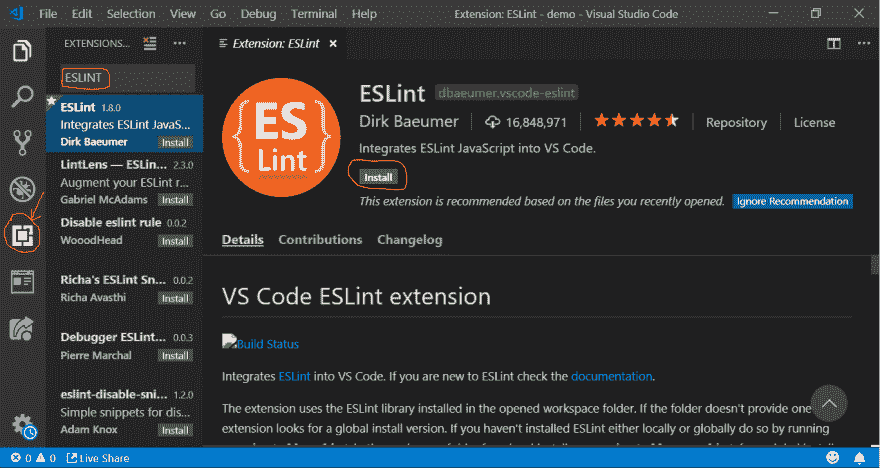 File Edit Selection View Go Debug Terminal Help
Extension: ESLint - demo - Visual Studio Code
EXTENSIONS...
Extension: ESLint
ESLINT
ESLint 1.8.0
Integrates ESLint JavaS...
Dirk Baeumer Install
LintLens — ESLin... 2.3.0
Augment your ESLint r...
Gabriel McAdams Install
Disable eslint rule 0.0.2
WooodHead Install
Richa's ESLint Sn... 0.0.2
Richa Avasthi Install
Debugger ESLint... 0.0.3
Pierre Marchal Install
eslint-disable-sni... 1.2.0
Simple snippets for dis...
Adam Knox Install
{ES Lint}
ESLint dbaeumer.vscode-eslint
Dirk Baeumer 16,848,971 Repository License
Integrates ESLint JavaScript into VS Code.
Install
This extension is recommended based on the files you recently opened. Ignore Recommendation
Details Contributions Changelog
VS Code ESLint extension
Build Status
Integrates ESLint into VS Code. If you are new to ESLint check the documentation.
The extension uses the ESLint library installed in the opened workspace folder. If the folder doesn't provide one
extension looks for a global install version. If you haven't installed ESLint either locally or globally do so by running
0 0 Live Share